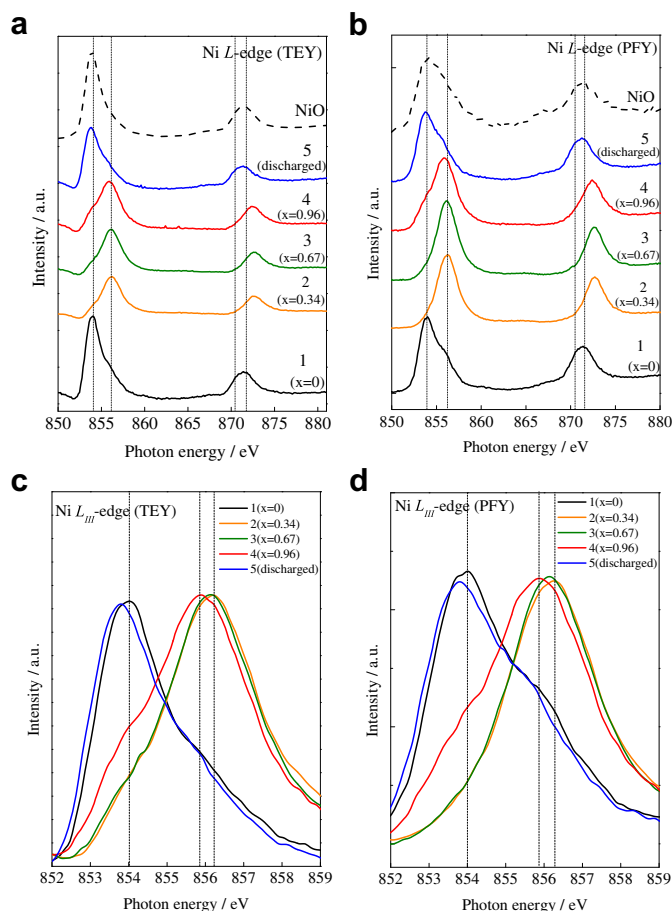 a
Ni L-edge (TEY)
NiO
5
(discharged)
4
(x=0.96)
3
(x=0.67)
2
(x=0.34)
1
(x=0)
Intensity / a.u.
850 855 860 865 870 875 880
Photon energy / eV
b
Ni L-edge (PFY)
NiO
5
(discharged)
4
(x=0.96)
3
(x=0.67)
2
(x=0.34)
1
(x=0)
Intensity / a.u.
850 855 860 865 870 875 880
Photon energy / eV
c
Ni LIII-edge (TEY)
1(x=0)
2(x=0.34)
3(x=0.67)
4(x=0.96)
5(discharged)
Intensity / a.u.
852 853 854 855 856 857 858 859
Photon energy / eV
d
Ni LIII-edge (PFY)
1(x=0)
2(x=0.34)
3(x=0.67)
4(x=0.96)
5(discharged)
Intensity / a.u.
852 853 854 855 856 857 858 859
Photon energy / eV